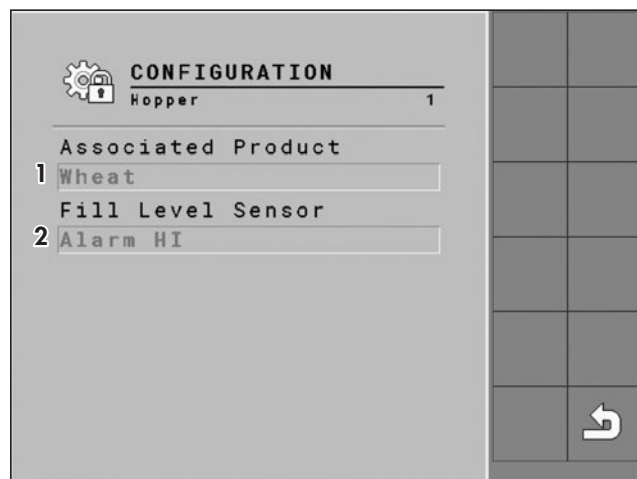 CONFIGURATION
Hopper 1
Associated Product
1 Wheat
Fill Level Sensor
2 Alarm HI